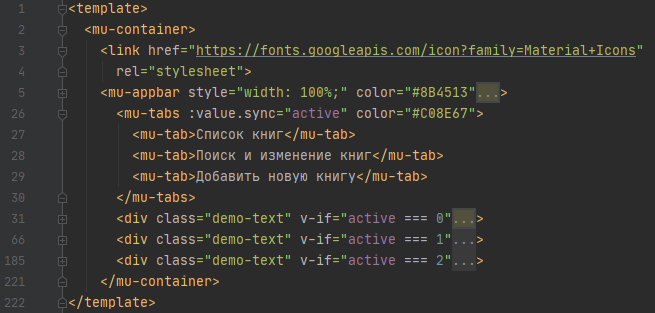 1 <template>
2 <mu-container>
3 <link href="https://fonts.googleapis.com/icon?family=Material+Icons"
4 rel="stylesheet">
5 <mu-appbar style="width: 100%;" color="#8B4513"...>
26 <mu-tabs :value.sync="active" color="#C08E67">
27 <mu-tab>Список книг</mu-tab>
28 <mu-tab>Поиск и изменение книг</mu-tab>
29 <mu-tab>Добавить новую книгу</mu-tab>
30 </mu-tabs>
31 <div class="demo-text" v-if="active === 0"...>
66 <div class="demo-text" v-if="active === 1"...>
185 <div class="demo-text" v-if="active === 2"...>
221 </mu-container>
222 </template>